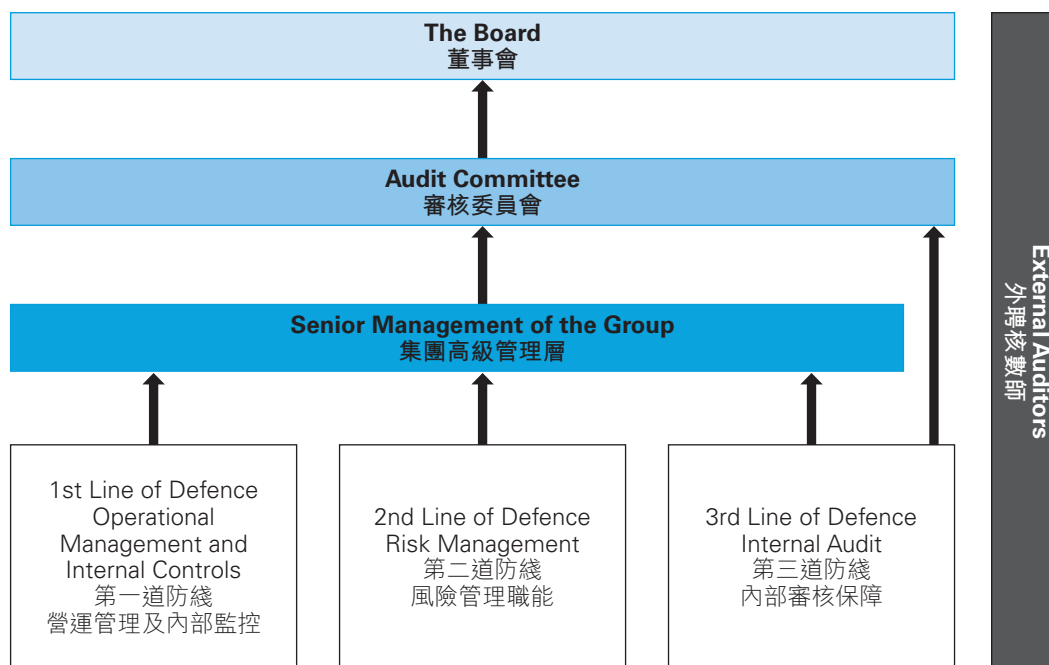 The Board
董事會
Audit Committee
審核委員會
Senior Management of the Group
集團高級管理層
1st Line of Defence
Operational
Management and
Internal Controls
第一道防綫
營運管理及內部監控
2nd Line of Defence
Risk Management
第二道防綫
風險管理職能
3rd Line of Defence
Internal Audit
第三道防綫
內部審核保障
External Auditors
外聘核數師